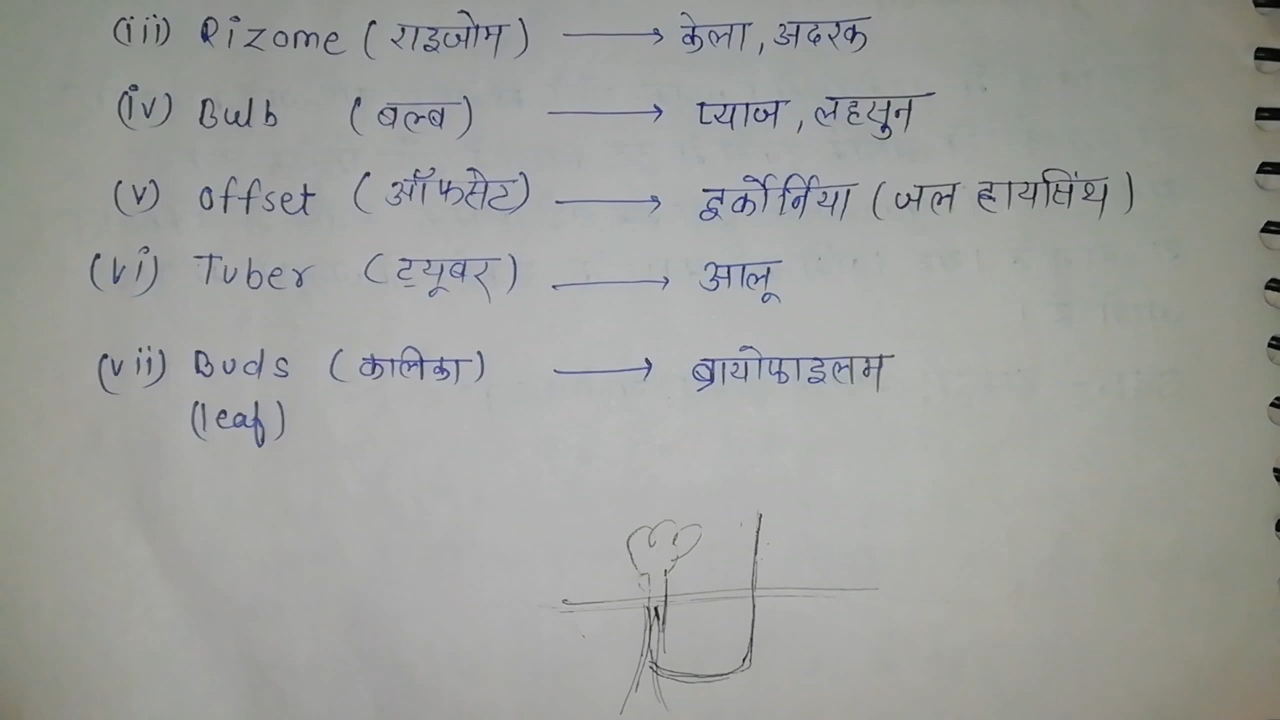 (iii) Rizome (राइजोम) → केला, अदरक
(iv) Bulb (बल्ब) → प्याज, लहसुन
(v) offset (ऑफसेट) → इर्कोर्निया (जल हायसिंथ)
(vi) Tuber (ट्यूबर) → आलू
(vii) Buds (कालिका) → ब्रायोफाइलम
(leaf)